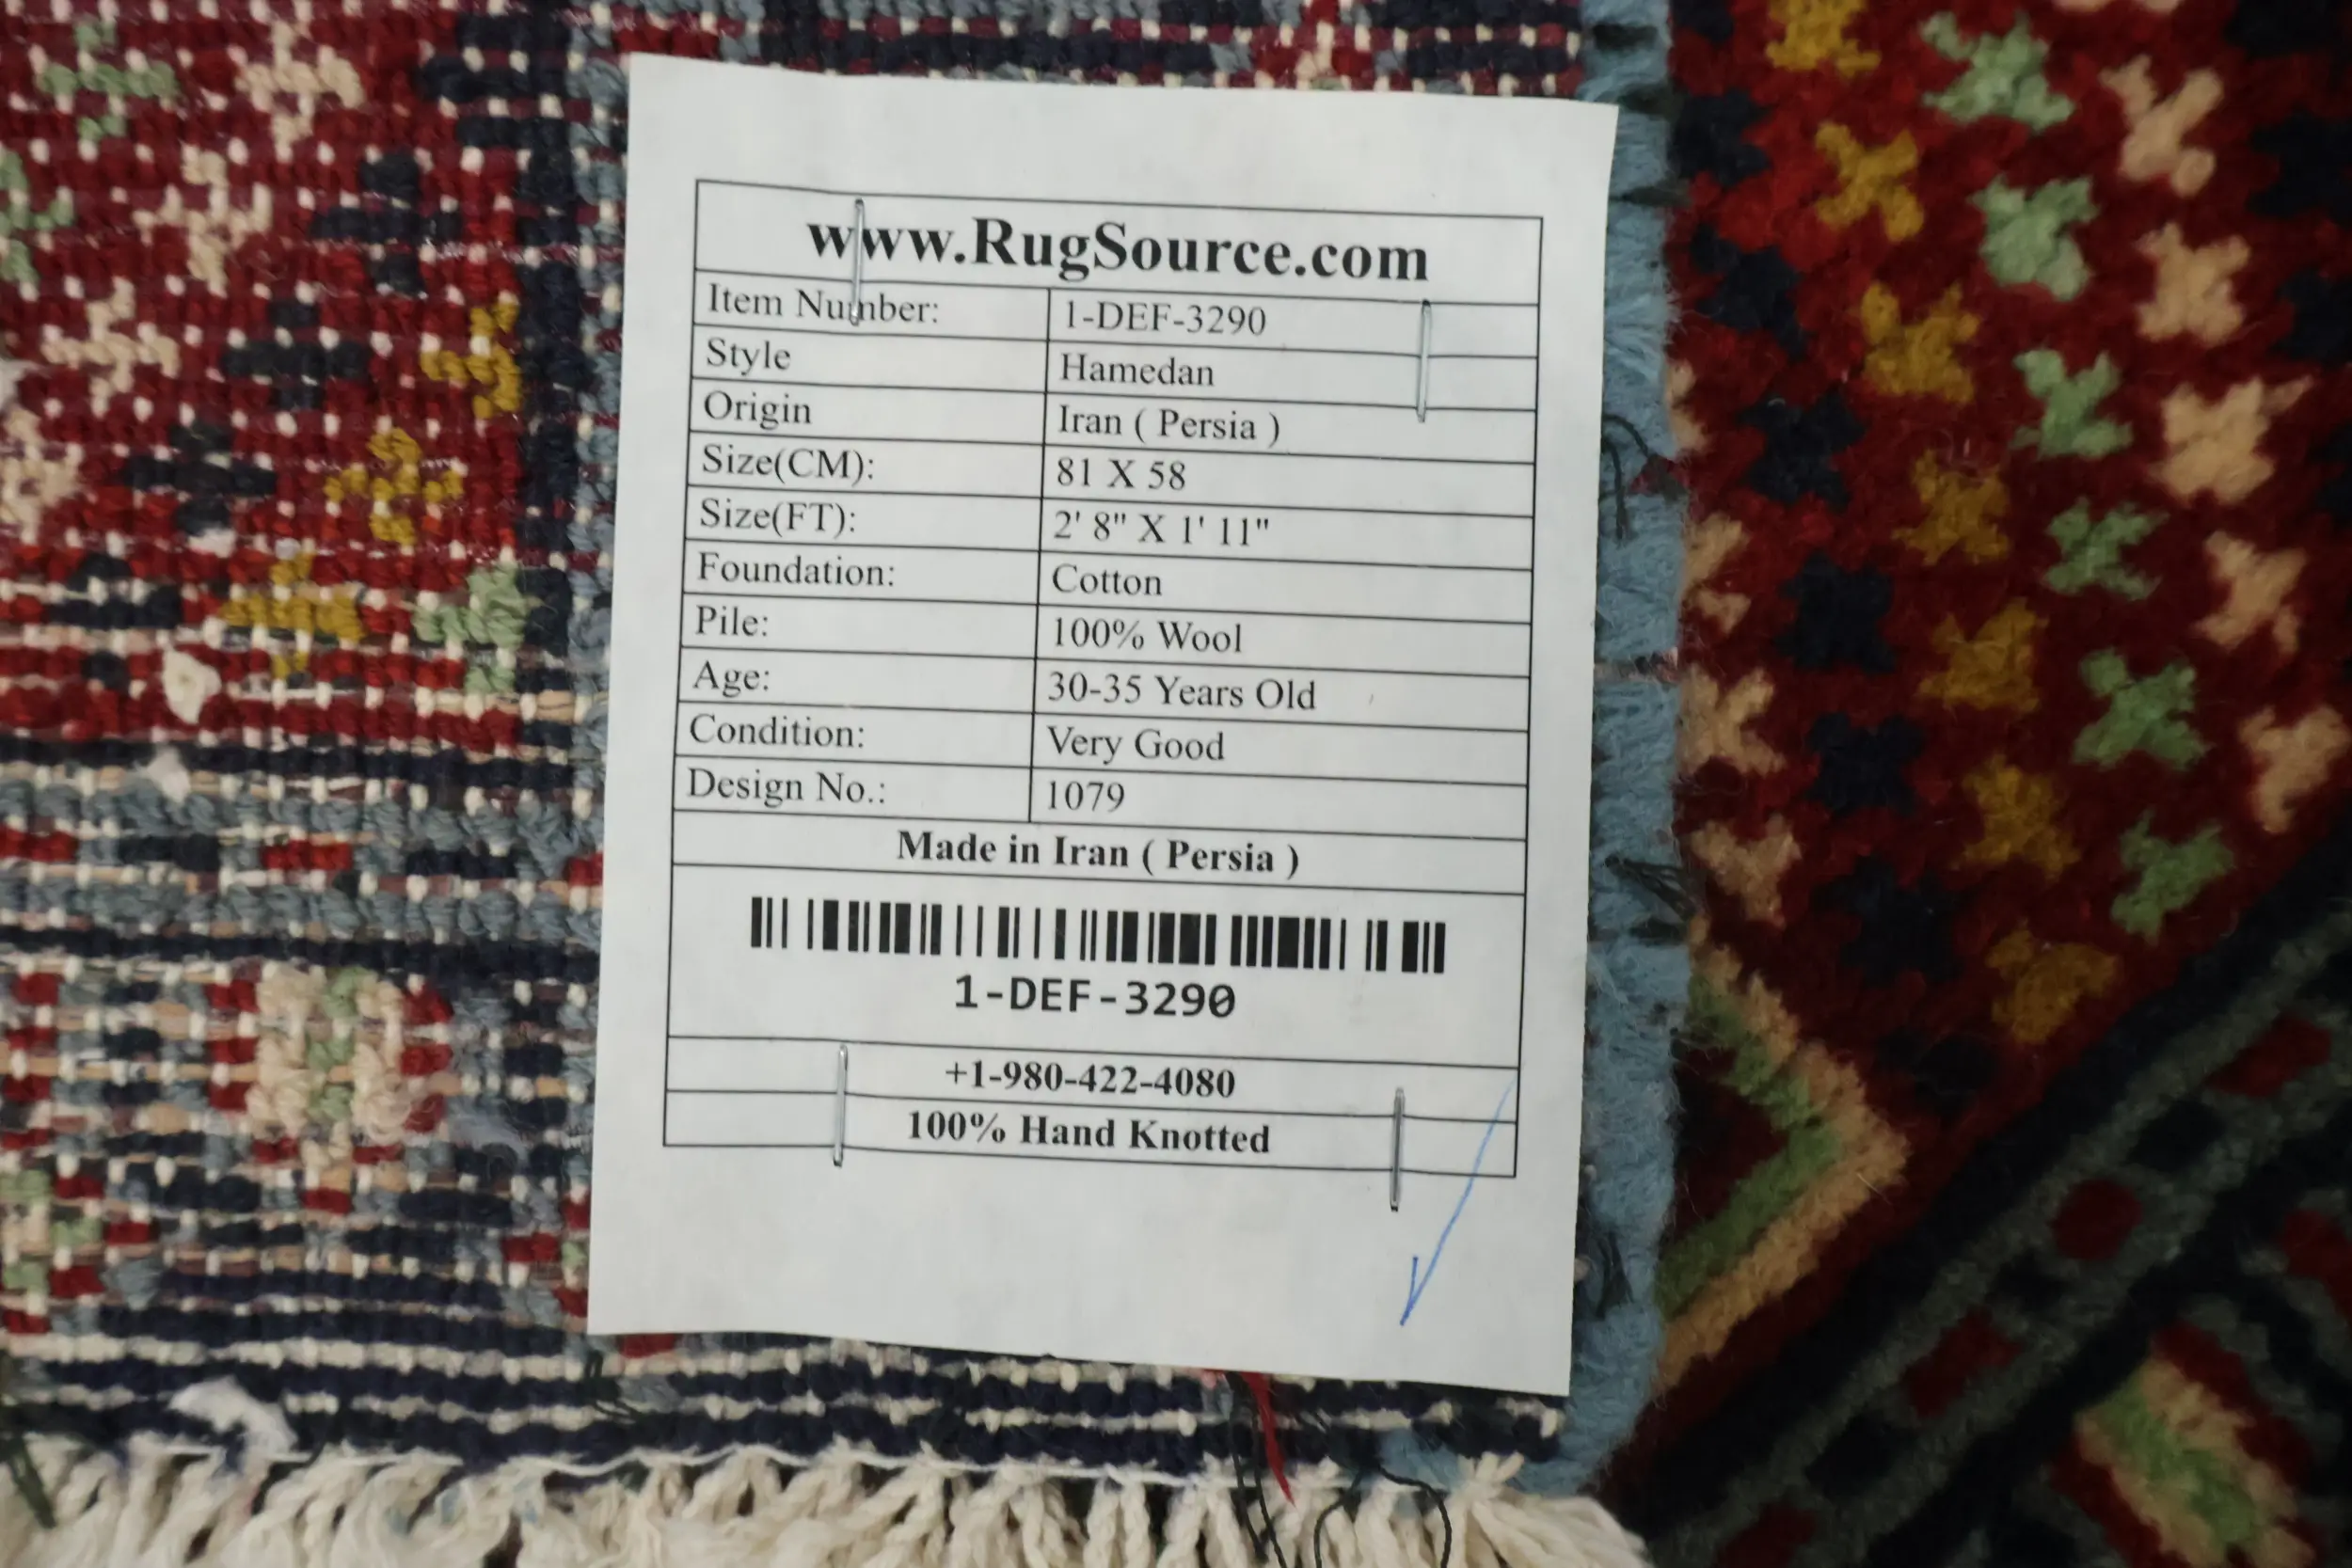 www.RugSource.com
Item Number: 1-DEF-3290
Style Hamedan
Origin Iran ( Persia )
Size(CM): 81 X 58
Size(FT): 2' 8" X 1' 11"
Foundation: Cotton
Pile: 100% Wool
Age: 30-35 Years Old
Condition: Very Good
Design No.: 1079
Made in Iran ( Persia )
1-DEF-3290
+1-980-422-4080
100% Hand Knotted